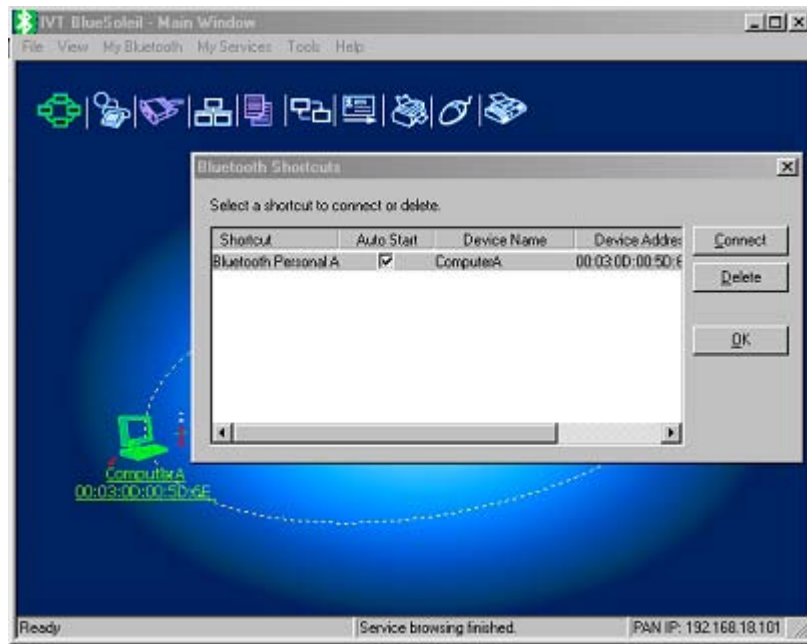 IVT BlueSoleil - Main Window
File View My Bluetooth My Services Tools Help
Bluetooth Shortcuts
Select a shortcut to connect or delete.
Shortcut Auto Start Device Name Device Addres
Bluetooth Personal A ComputerA 00:03:0D:00:5D:6
Connect
Delete
OK
ComputerA
00:03:0D:00:5D:6E
Ready Service browsing finished. PAN IP: 192.168.18.101